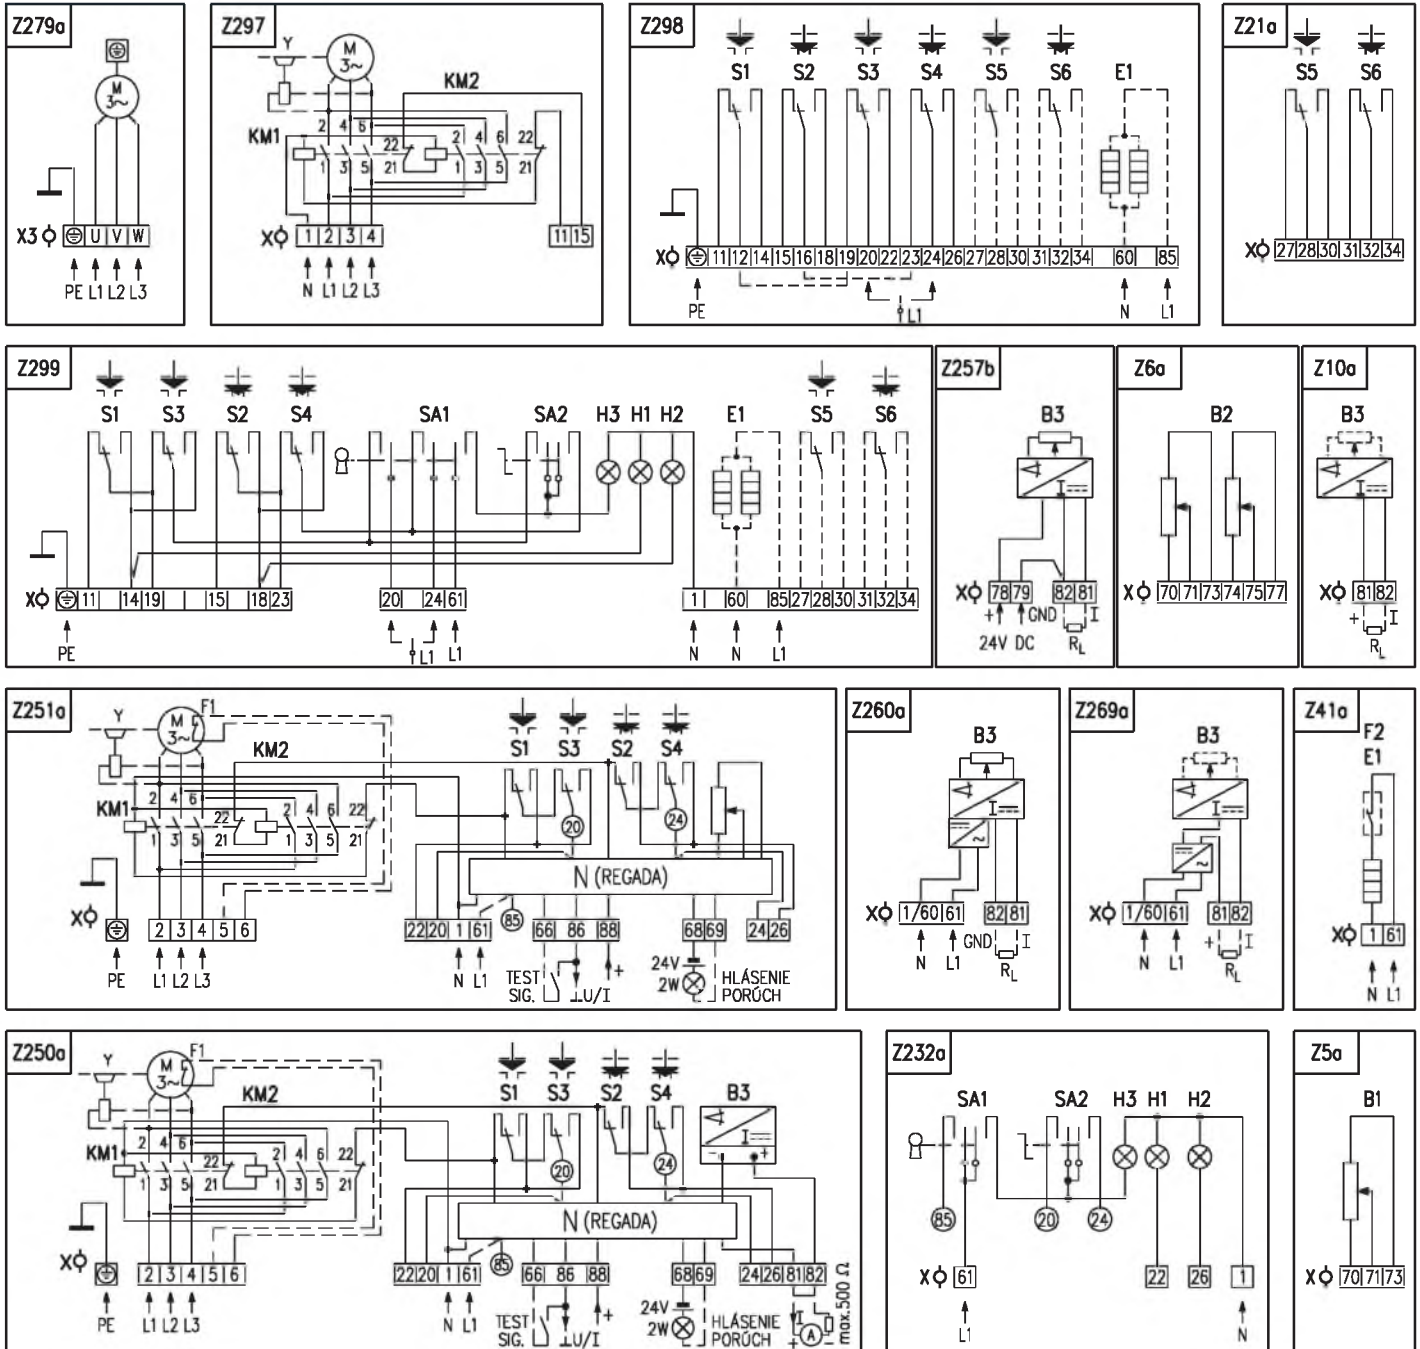 Z279a
M
3~
X3 U V W
PE L1 L2 L3
Z297
Y
M
3~
KM2
2 4 6 22 2 4 6 22
KM1
1 3 5 21 1 3 5 21
X 1 2 3 4 11 15
N L1 L2 L3
Z298
S1 S2 S3 S4 S5 S6 E1
X 11 12 14 15 16 18 19 20 22 23 24 26 27 28 30 31 32 34 60 85
PE L1 N L1
Z21a
S5 S6
X 27 28 30 31 32 34
Z299
S1 S3 S2 S4 SA1 SA2 H3 H1 H2 E1 S5 S6
X 11 14 19 15 18 23 20 24 61 1 60 85 27 28 30 31 32 34
PE L1 L1 N N L1
Z257b
B3
I
X 78 79 82 81
+ GND I
24V DC RL
Z6a
B2
X 70 71 73 74 75 77
Z10a
B3
I
X 81 82
+ I
RL
Z251a
Y
M
3~
F1
KM2
2 4 6 22 2 4 6 22
KM1
1 3 5 21 1 3 5 21
S1 S3 S2 S4
20 24
N (REGADA)
85
X 2 3 4 5 6 22 20 1 61 66 86 88 68 69 24 26
PE L1 L2 L3 N L1
TEST
SIG.
+
U/I
24V
2W
HLÁSENIE
PORÚCH
Z260a
B3
I
~
X 1/60 61 82 81
N L1 GND I
RL
Z269a
B3
I
~
X 1/60 61 81 82
N L1 + I
RL
Z41a
F2
E1
X 1 61
N L1
Z250a
Y
M
3~
F1
KM2
2 4 6 22 2 4 6 22
KM1
1 3 5 21 1 3 5 21
S1 S3 S2 S4 B3
I
- +
20 24
N (REGADA)
85
X 2 3 4 5 6 22 20 1 61 66 86 88 68 69 24 26 81 82
PE L1 L2 L3 N L1
TEST
SIG.
+
U/I
24V
2W
HLÁSENIE
PORÚCH
I
+ A -
max.500 Ω
Z232a
SA1 SA2 H3 H1 H2
85 20 24
X 61 22 26 1
L1 N
Z5a
B1
X 70 71 73